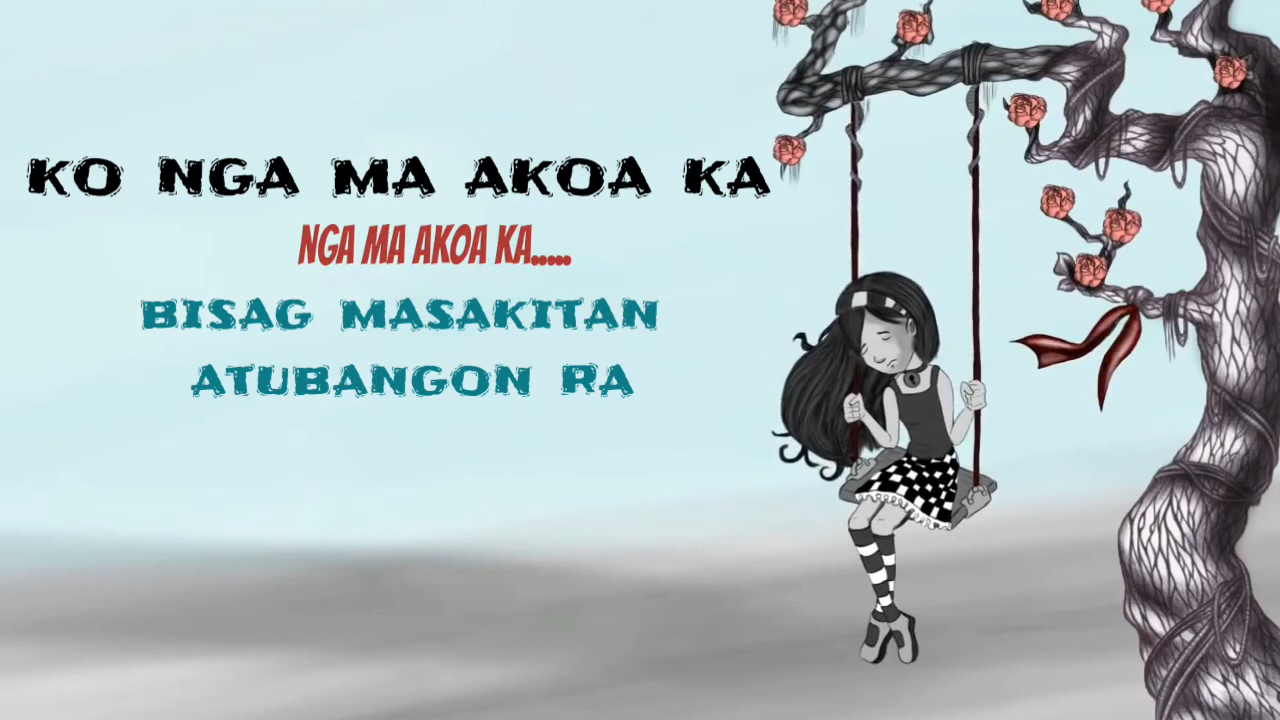 KO NGA MA AKOA KA
NGA MA AKOA KA.....
BISAG MASAKITAN
ATUBANGON RA